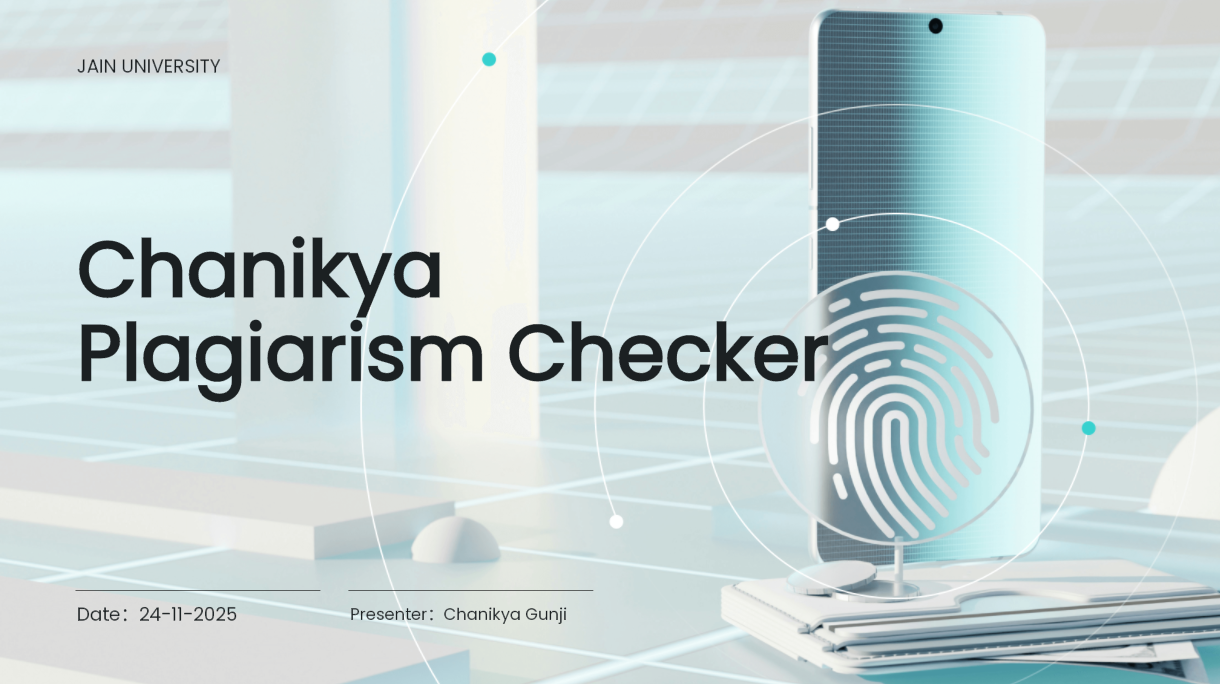 JAIN UNIVERSITY
Chanikya
Plagiarism Checker
Date：24-11-2025
Presenter：Chanikya Gunji